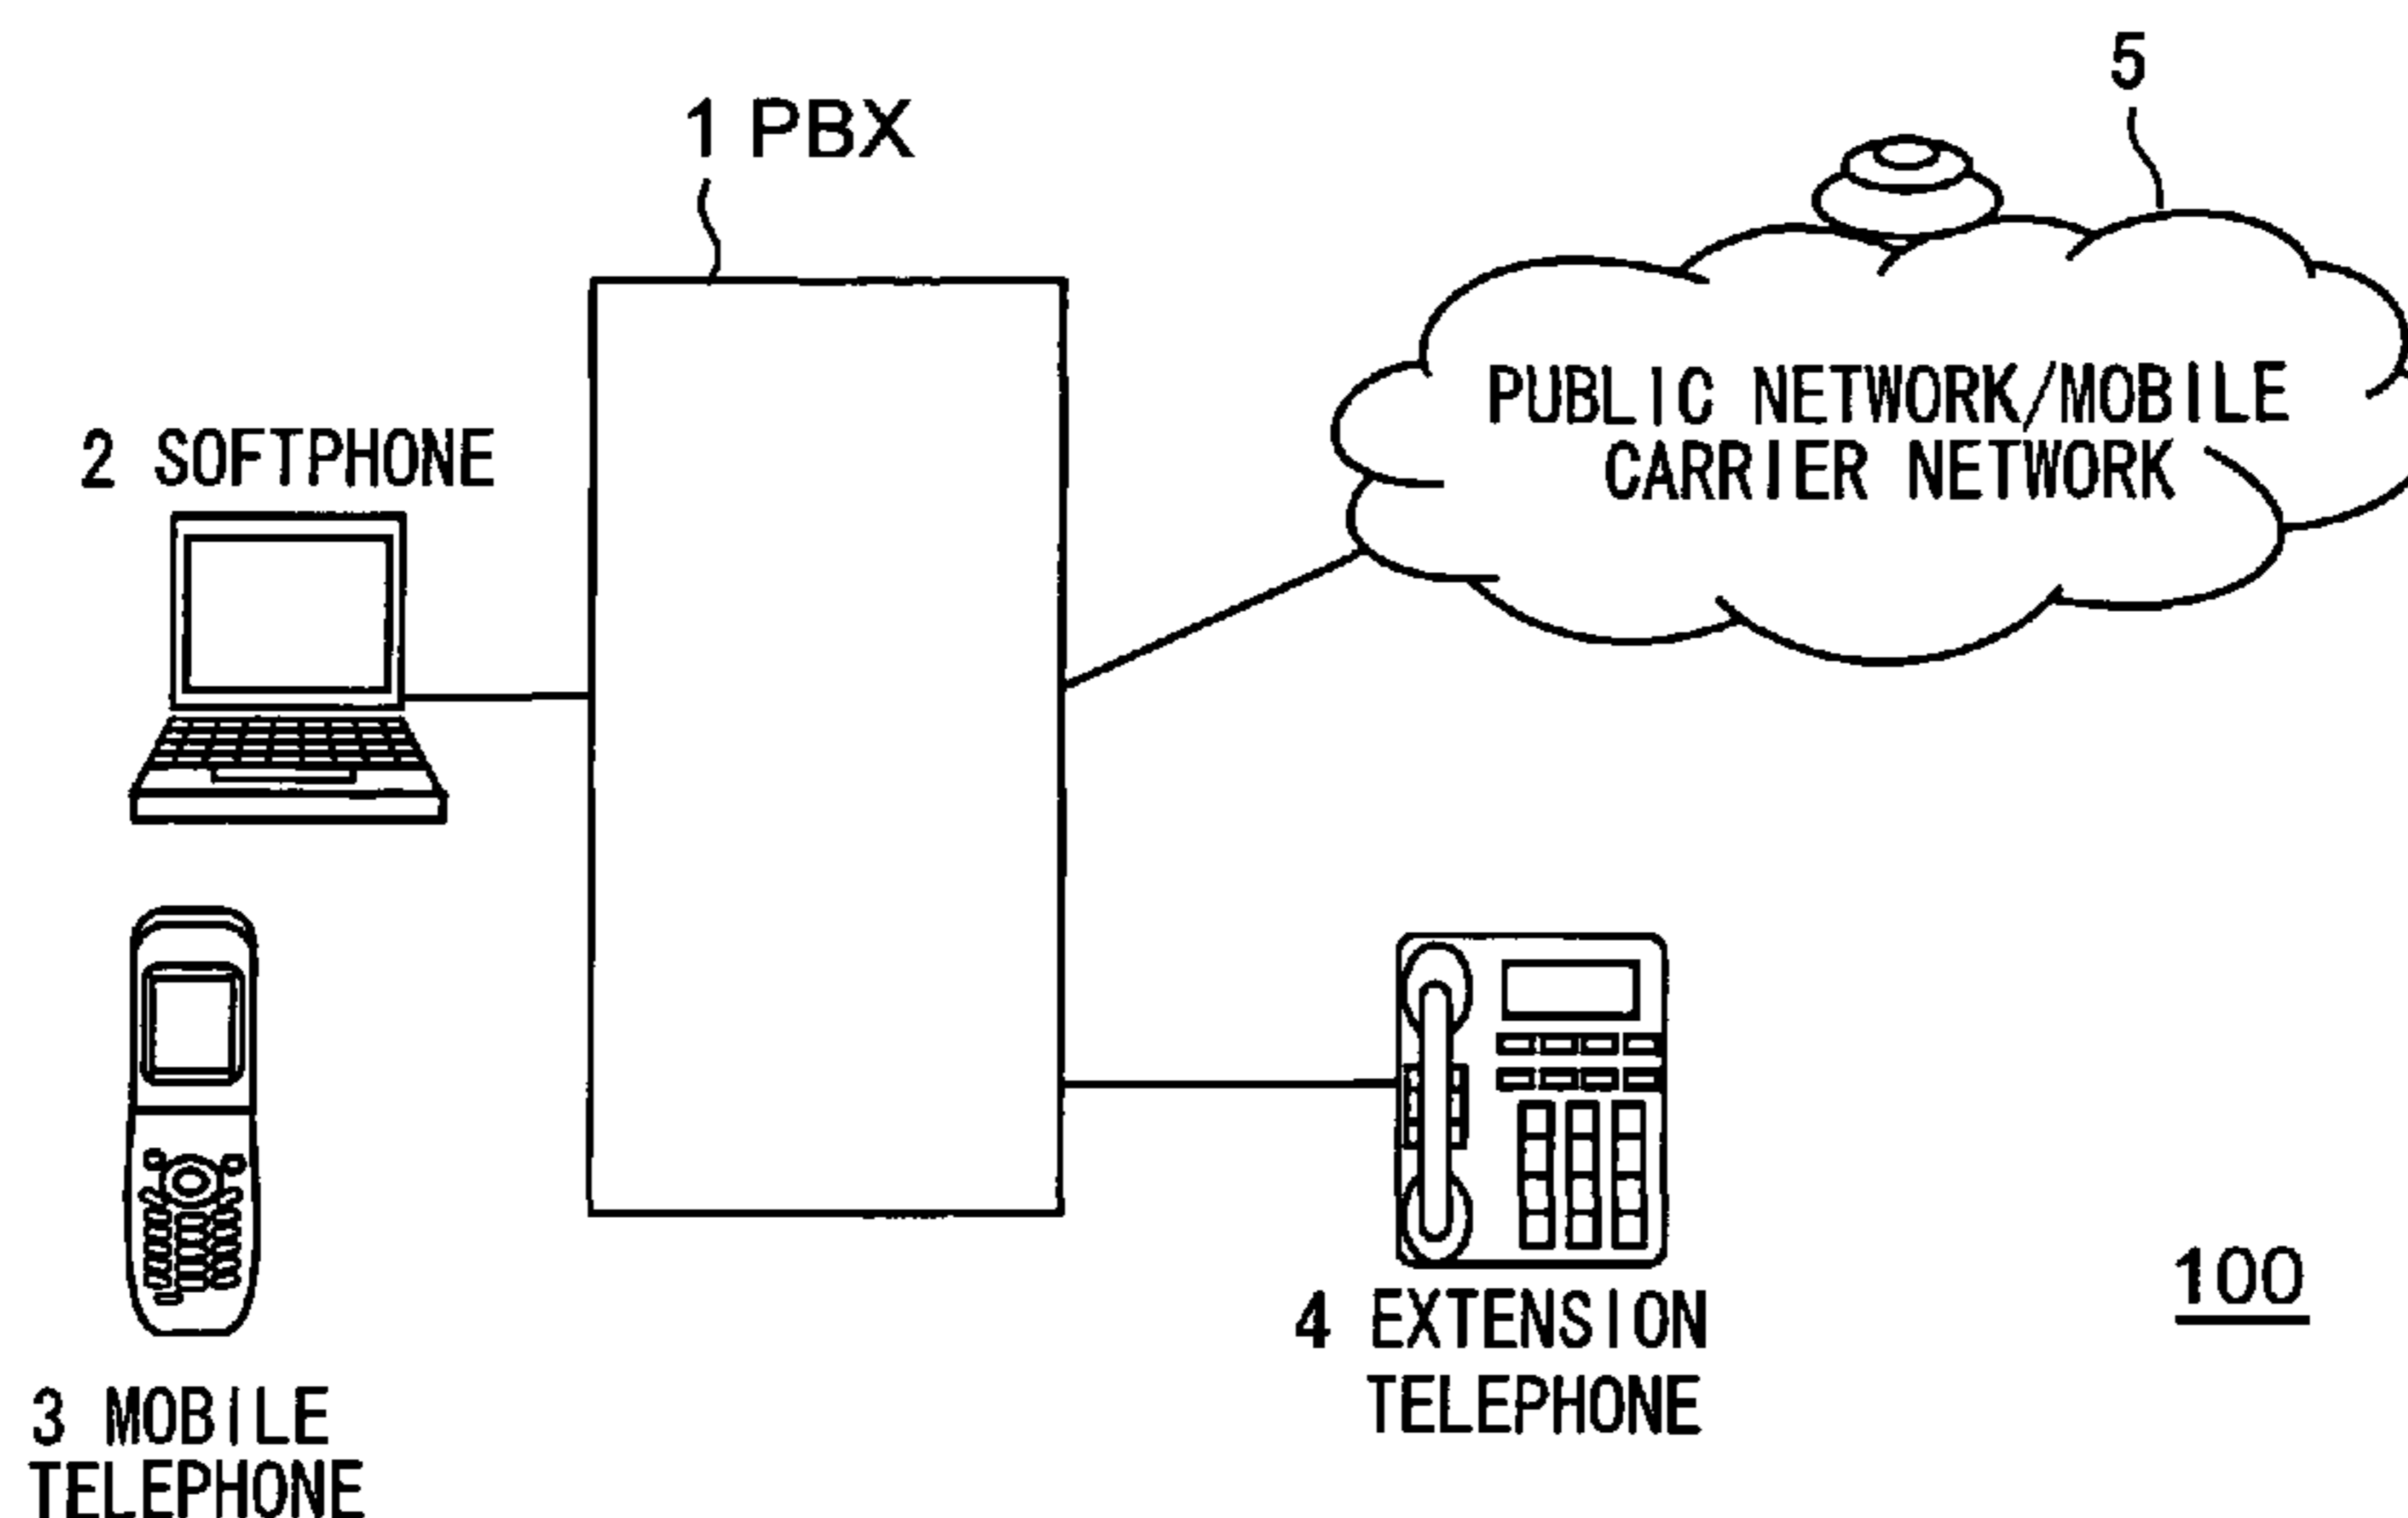 5
1 PBX
PUBLIC NETWORK/MOBILE
CARRIER NETWORK
2 SOFTPHONE
4 EXTENSION
TELEPHONE
100
3 MOBILE
TELEPHONE